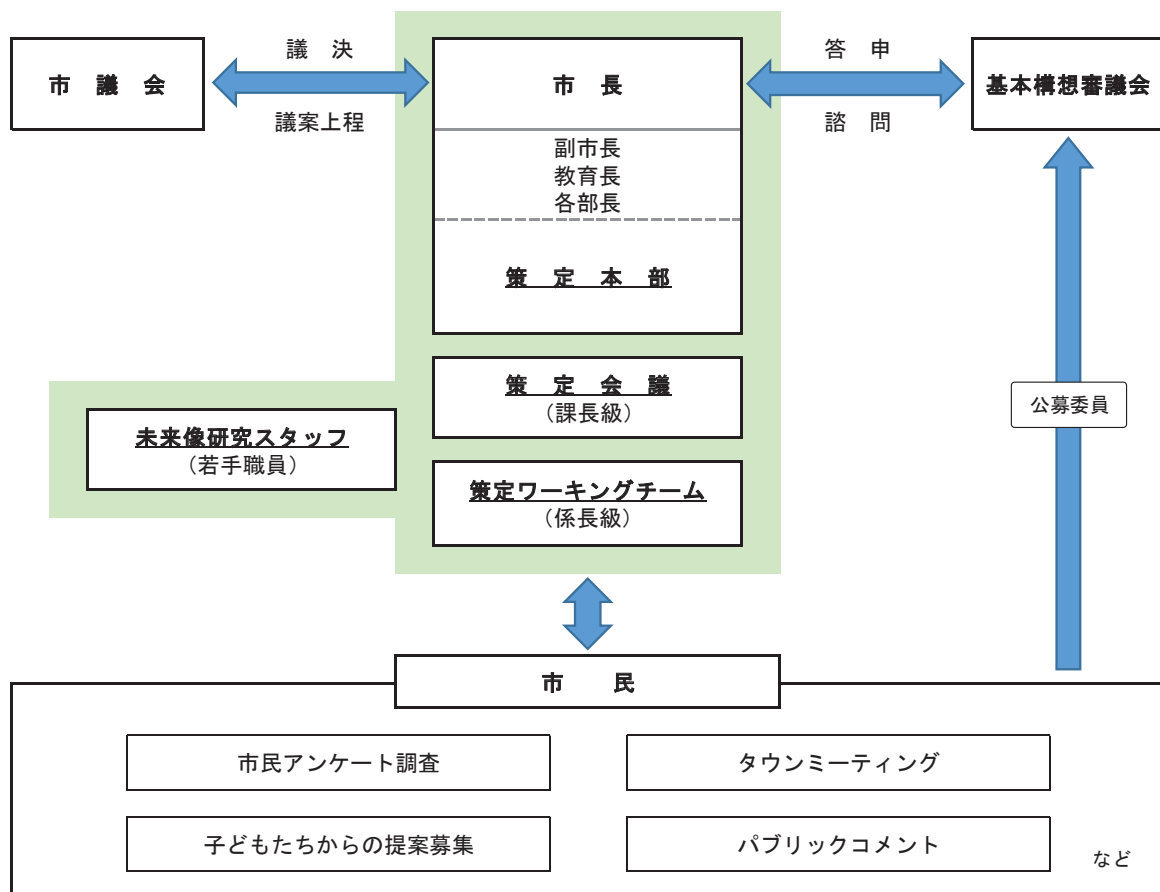 市　議　会
議　決
議案上程
市　長
副市長
教育長
各部長
策　定　本　部
答　申
諮　問
基本構想審議会
策　定　会　議
（課長級）
未来像研究スタッフ
（若手職員）
策定ワーキングチーム
（係長級）
公募委員
市　　民
市民アンケート調査
タウンミーティング
子どもたちからの提案募集
パブリックコメント
など